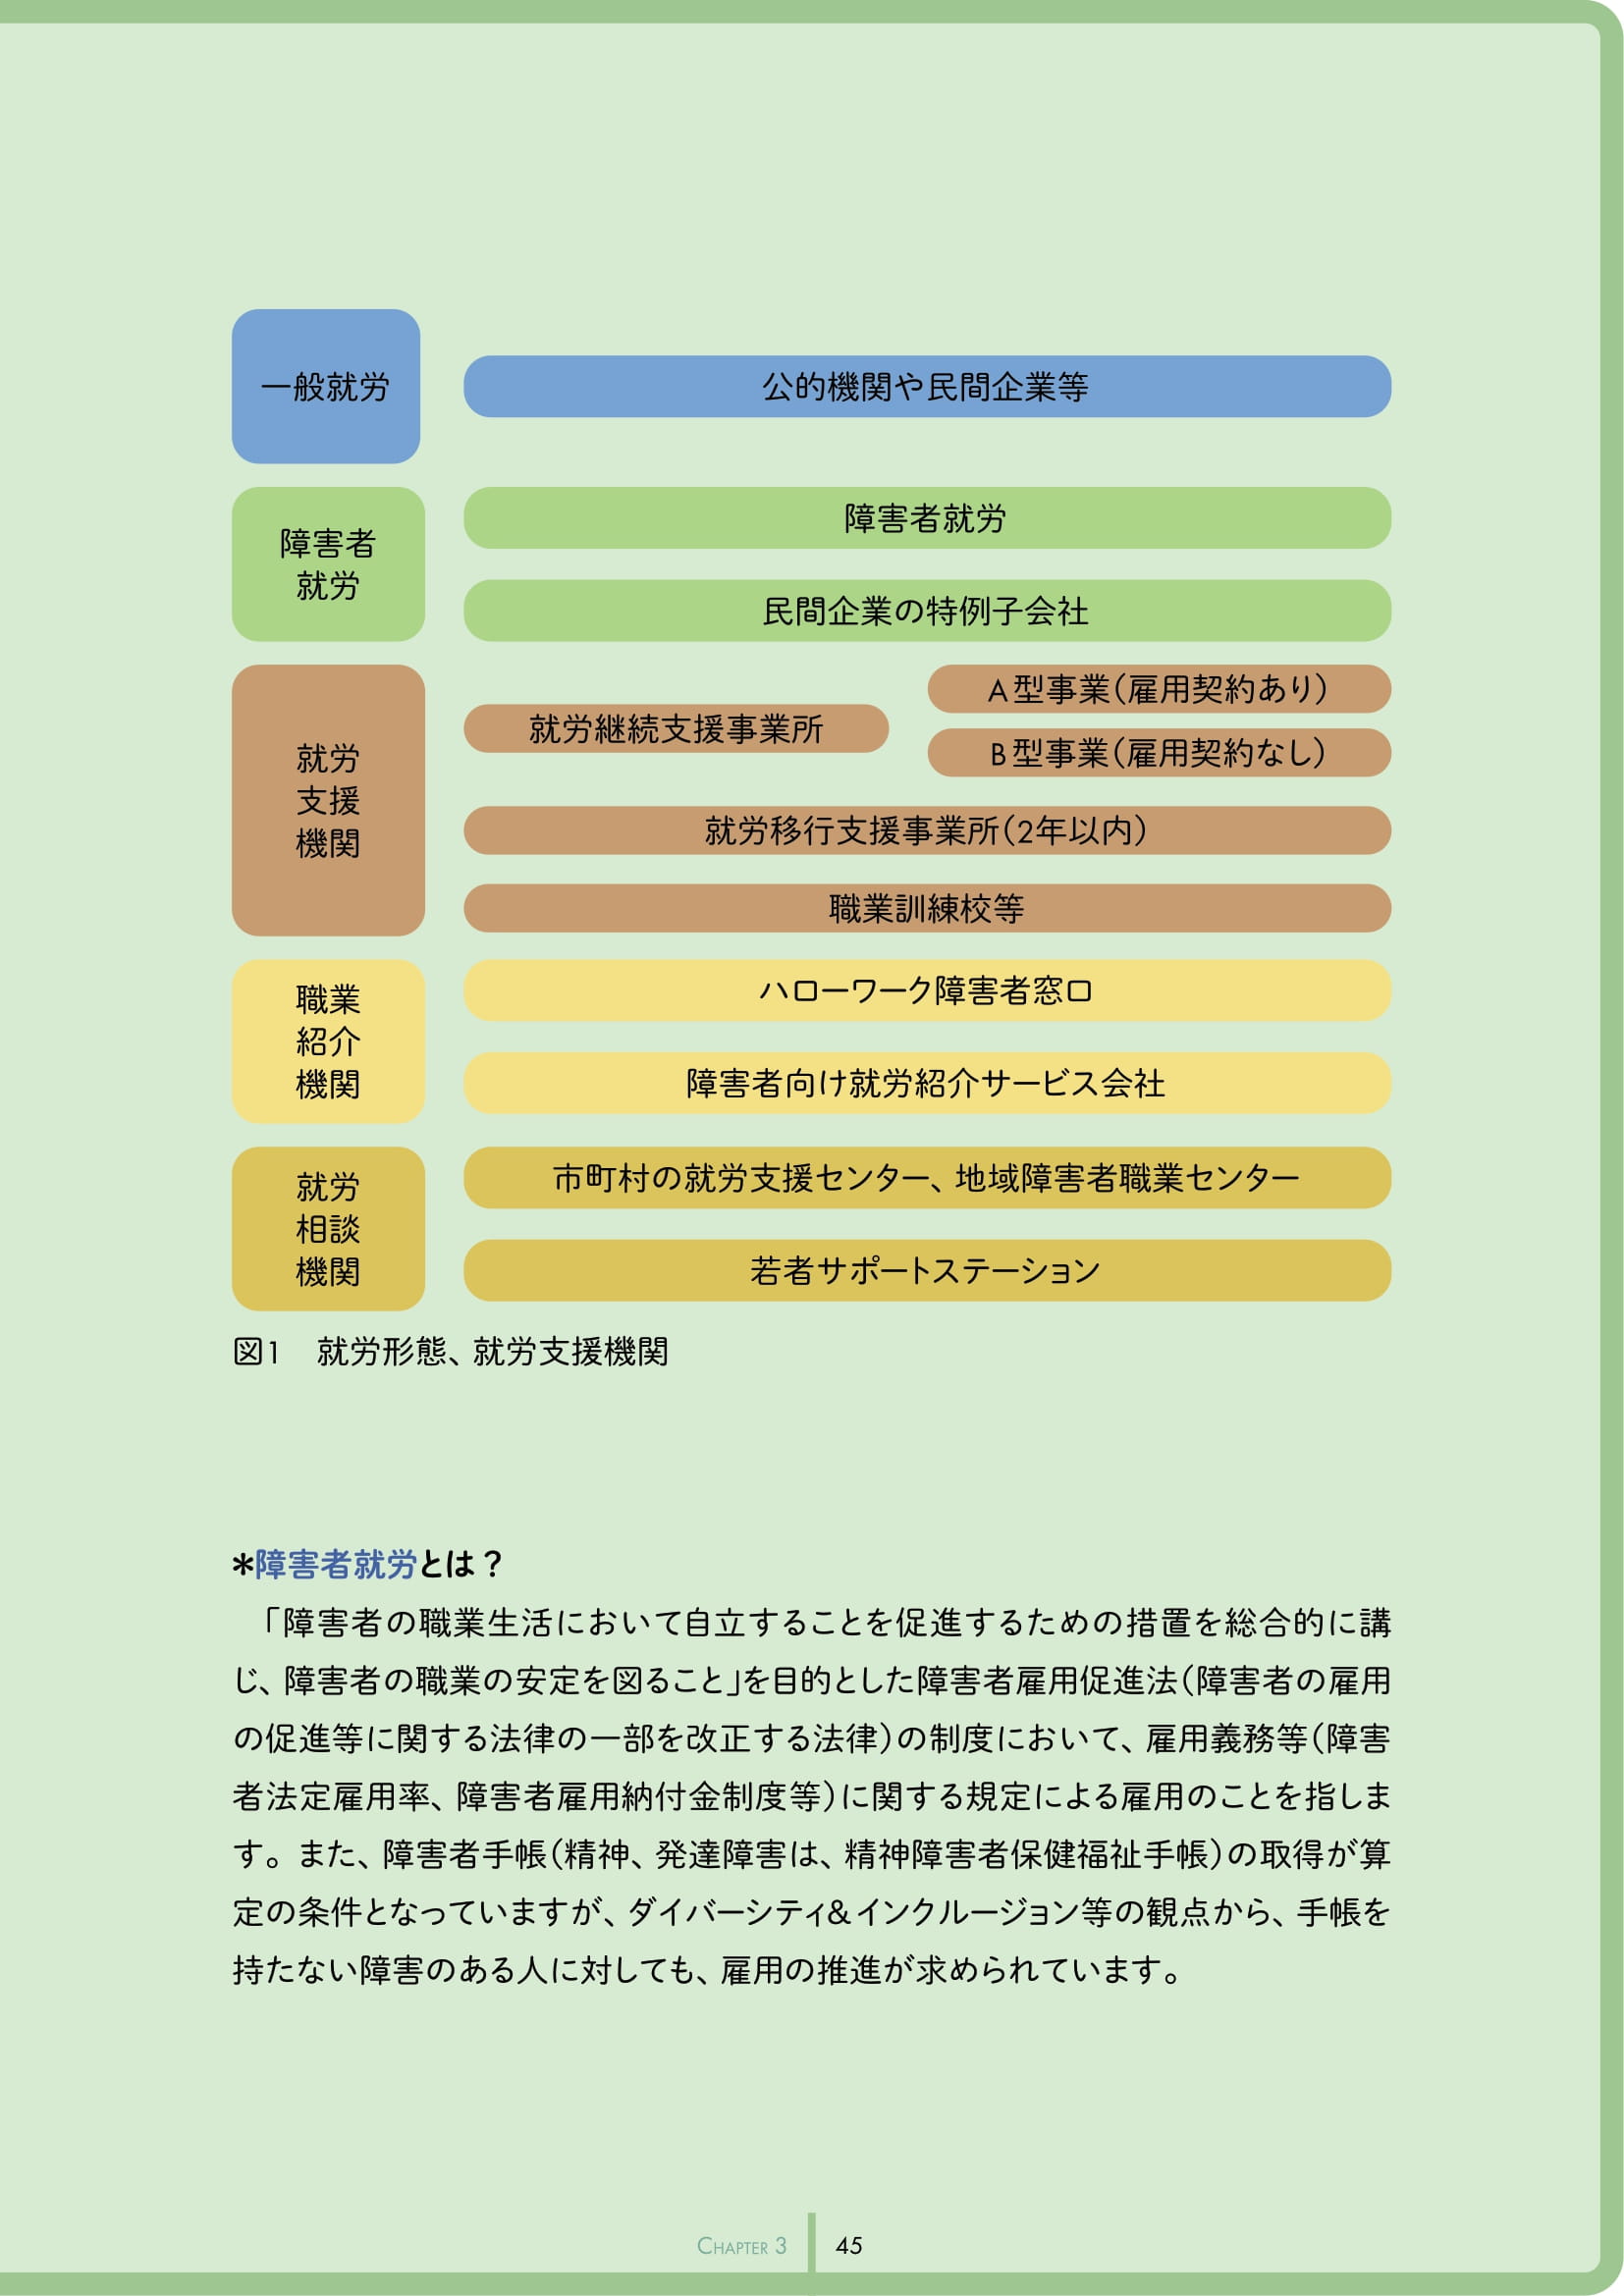 一般就労
公的機関や民間企業等
障害者
就労
障害者就労
民間企業の特例子会社
就労
支援
機関
就労継続支援事業所
A型事業(雇用契約あり)
B型事業(雇用契約なし)
就労移行支援事業所(2年以内)
職業訓練校等
職業
紹介
機関
ハローワーク障害者窓口
障害者向け就労紹介サービス会社
就労
相談
機関
市町村の就労支援センター、地域障害者職業センター
若者サポートステーション
図1　就労形態、就労支援機関
*障害者就労とは？
「障害者の職業生活において自立することを促進するための措置を総合的に講
じ、障害者の職業の安定を図ること」を目的とした障害者雇用促進法(障害者の雇用
の促進等に関する法律の一部を改正する法律)の制度において、雇用義務等(障害
者法定雇用率、障害者雇用納付金制度等)に関する規定による雇用のことを指しま
す。また、障害者手帳(精神、発達障害は、精神障害者保健福祉手帳)の取得が算
定の条件となっていますが、ダイバーシティ&インクルージョン等の観点から、手帳を
持たない障害のある人に対しても、雇用の推進が求められています。
CHAPTER 3
45